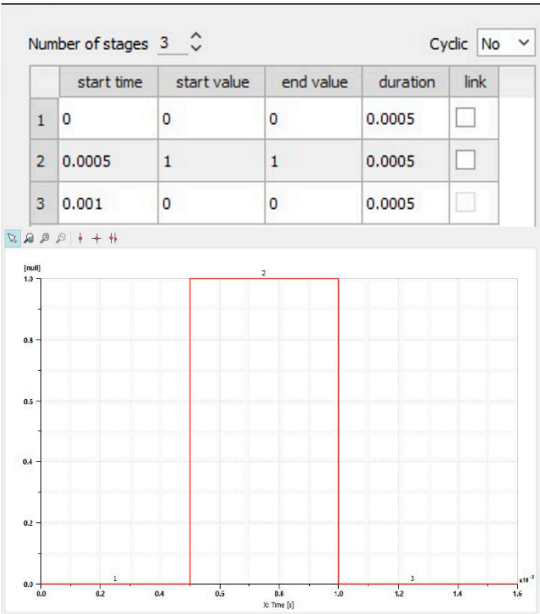 Number of stages 3 Cyclic No
start time start value end value duration link
1 0 0 0 0.0005
2 0.0005 1 1 0.0005
3 0.001 0 0 0.0005
[null]
1.0
2
0.8
0.6
0.4
0.2
0.0
1
3
x10⁻³
0.0 0.2 0.4 0.6 0.8 1.0 1.2 1.4 1.6
X: Time [s]